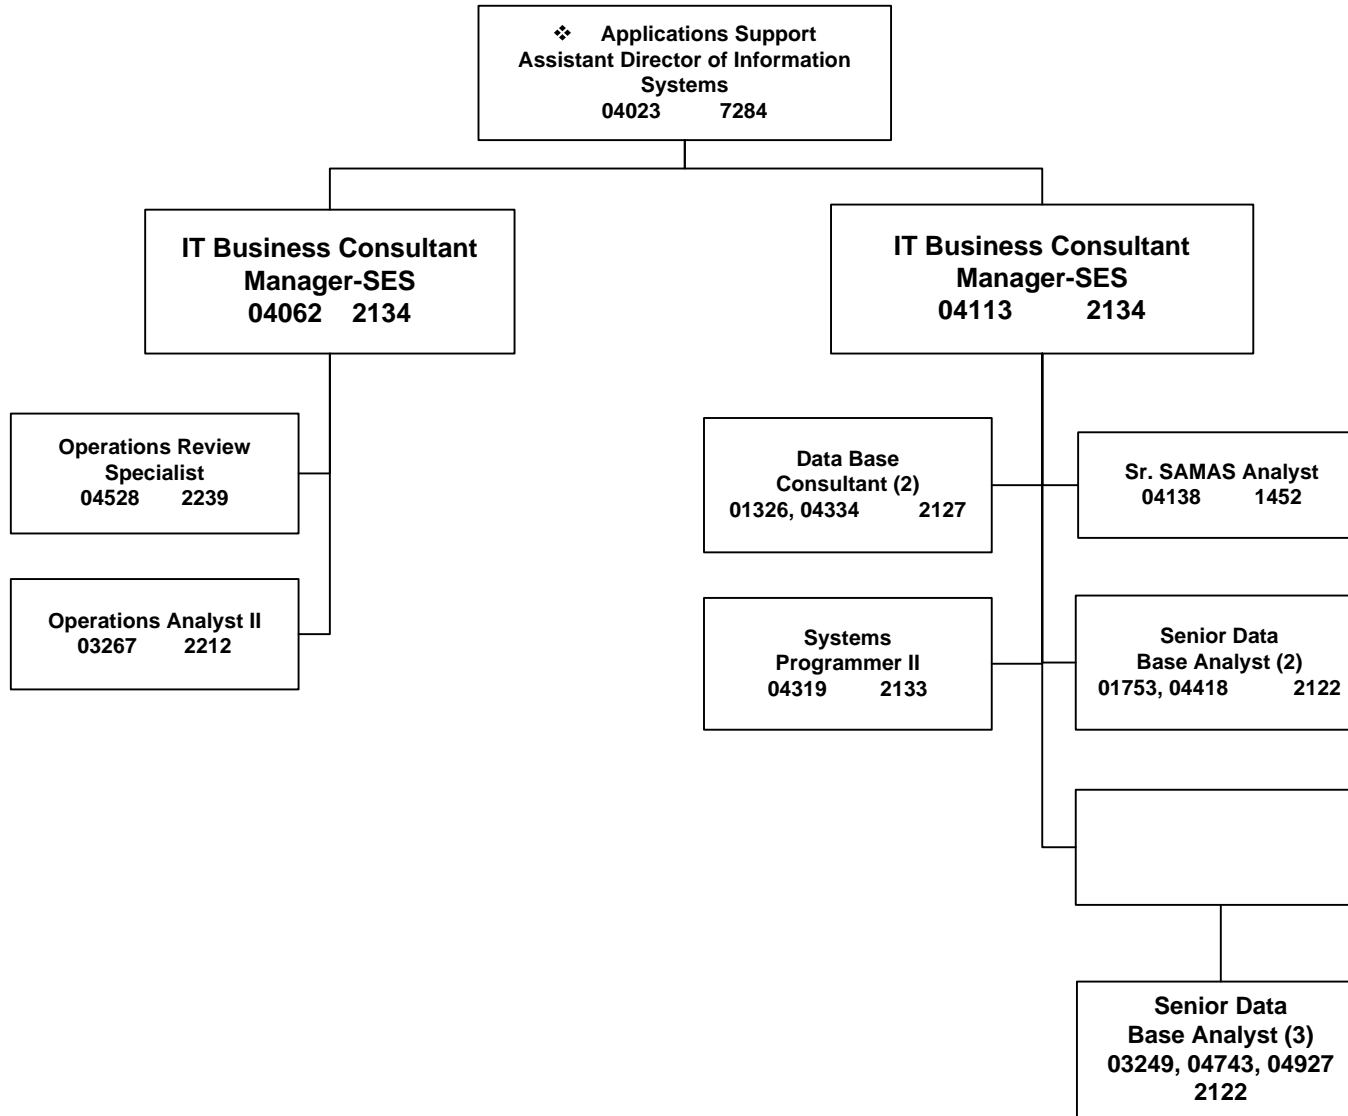 ❖ Applications Support
Assistant Director of Information
Systems
04023 7284
IT Business Consultant
Manager-SES
04062 2134
IT Business Consultant
Manager-SES
04113 2134
Operations Review
Specialist
04528 2239
Operations Analyst II
03267 2212
Data Base
Consultant (2)
01326, 04334 2127
Sr. SAMAS Analyst
04138 1452
Systems
Programmer II
04319 2133
Senior Data
Base Analyst (2)
01753, 04418 2122
Senior Data
Base Analyst (3)
03249, 04743, 04927
2122